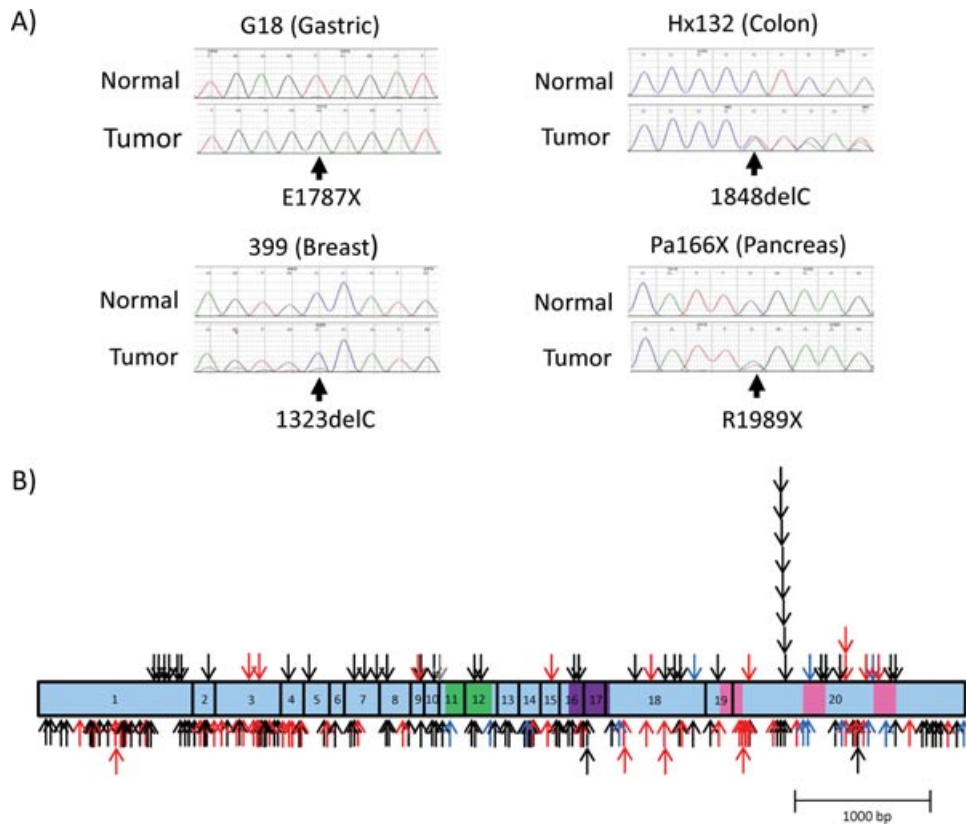 A)
G18 (Gastric)
Hx132 (Colon)
Normal
Normal
Tumor
Tumor
E1787X
1848delC
399 (Breast)
Pa166X (Pancreas)
Normal
Normal
Tumor
Tumor
1323delC
R1989X
B)
1 2 3 4 5 6 7 8 9 10 11 12 13 14 15 16 17 18 19 20
1000 bp